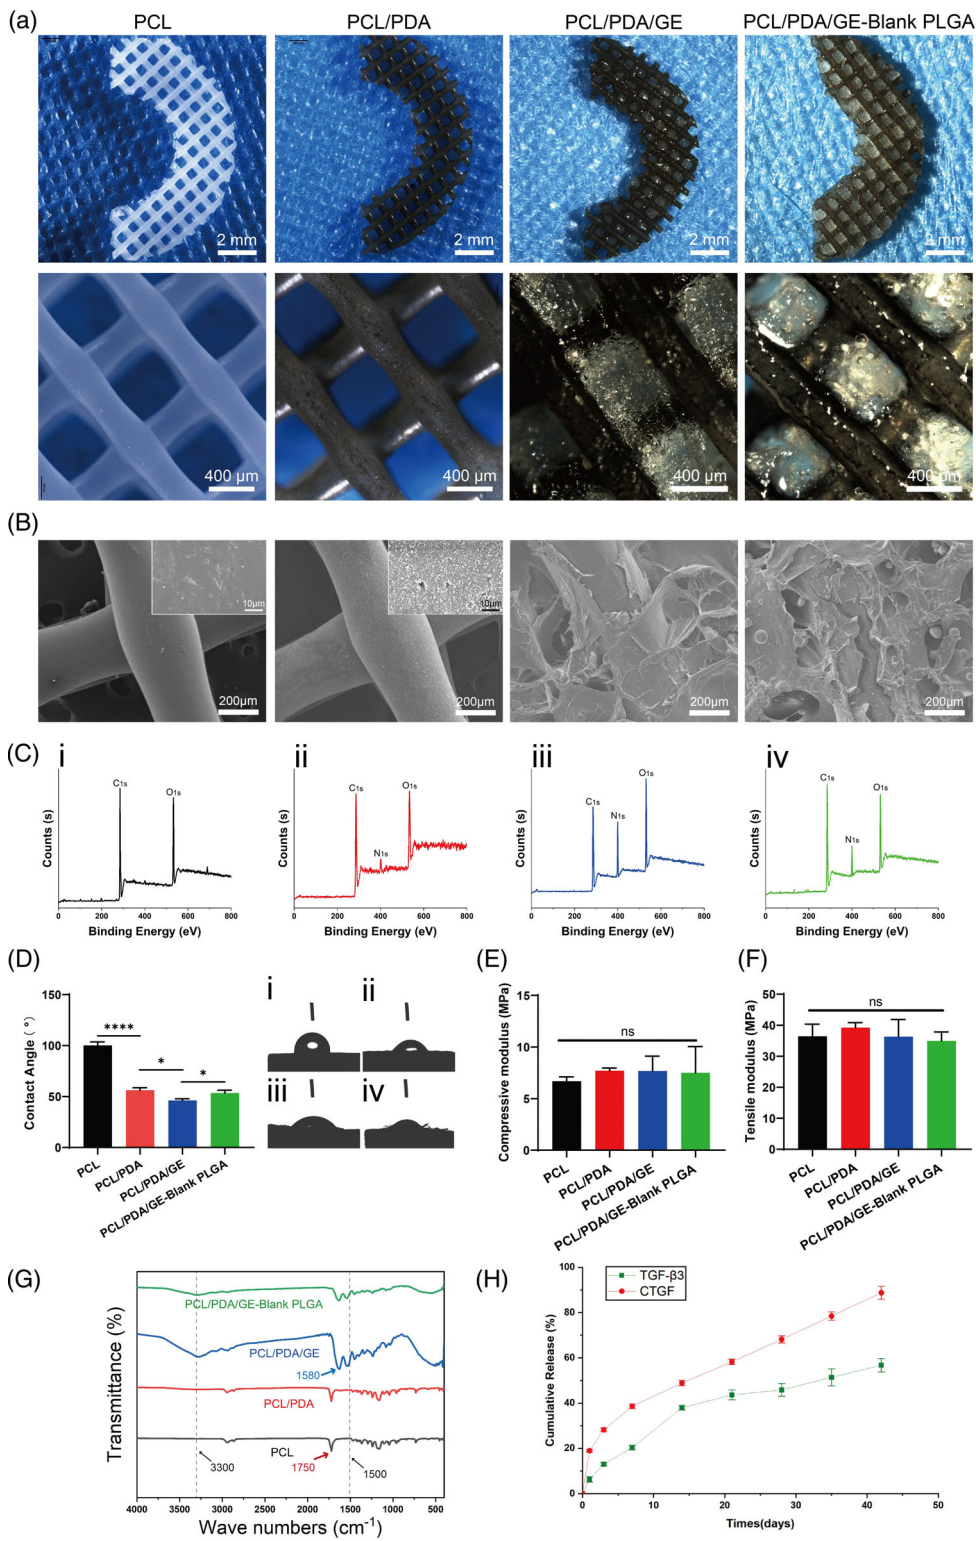 (a)
PCL
PCL/PDA
PCL/PDA/GE
PCL/PDA/GE-Blank PLGA
2 mm
2 mm
2 mm
2 mm
400 μm
400 μm
400 μm
400 μm
(B)
10μm
200μm
10μm
200μm
200μm
200μm
(C)
i
C1s
O1s
Counts (s)
0
200
400
600
800
Binding Energy (eV)
ii
C1s
N1s
O1s
Counts (s)
0
200
400
600
800
Binding Energy (eV)
iii
C1s
N1s
O1s
Counts (s)
0
200
400
600
800
Binding Energy (eV)
iv
C1s
N1s
O1s
Counts (s)
0
200
400
600
800
Binding Energy (eV)
(D)
Contact Angle (°)
150
100
50
0
****
*
*
PCL
PCL/PDA
PCL/PDA/GE
PCL/PDA/GE-Blank PLGA
i
ii
iii
iv
(E)
Compressive modulus (MPa)
15
10
5
0
ns
PCL
PCL/PDA
PCL/PDA/GE
PCL/PDA/GE-Blank PLGA
(F)
Tensile modulus (MPa)
50
40
30
20
10
0
ns
PCL
PCL/PDA
PCL/PDA/GE
PCL/PDA/GE-Blank PLGA
(G)
Transmittance (%)
PCL/PDA/GE-Blank PLGA
PCL/PDA/GE
1580
PCL/PDA
PCL
3300
1750
1500
4000
3500
3000
2500
2000
1500
1000
500
Wave numbers (cm-1)
(H)
TGF-β3
CTGF
Cumulative Release (%)
100
80
60
40
20
0
0
10
20
30
40
50
Times(days)